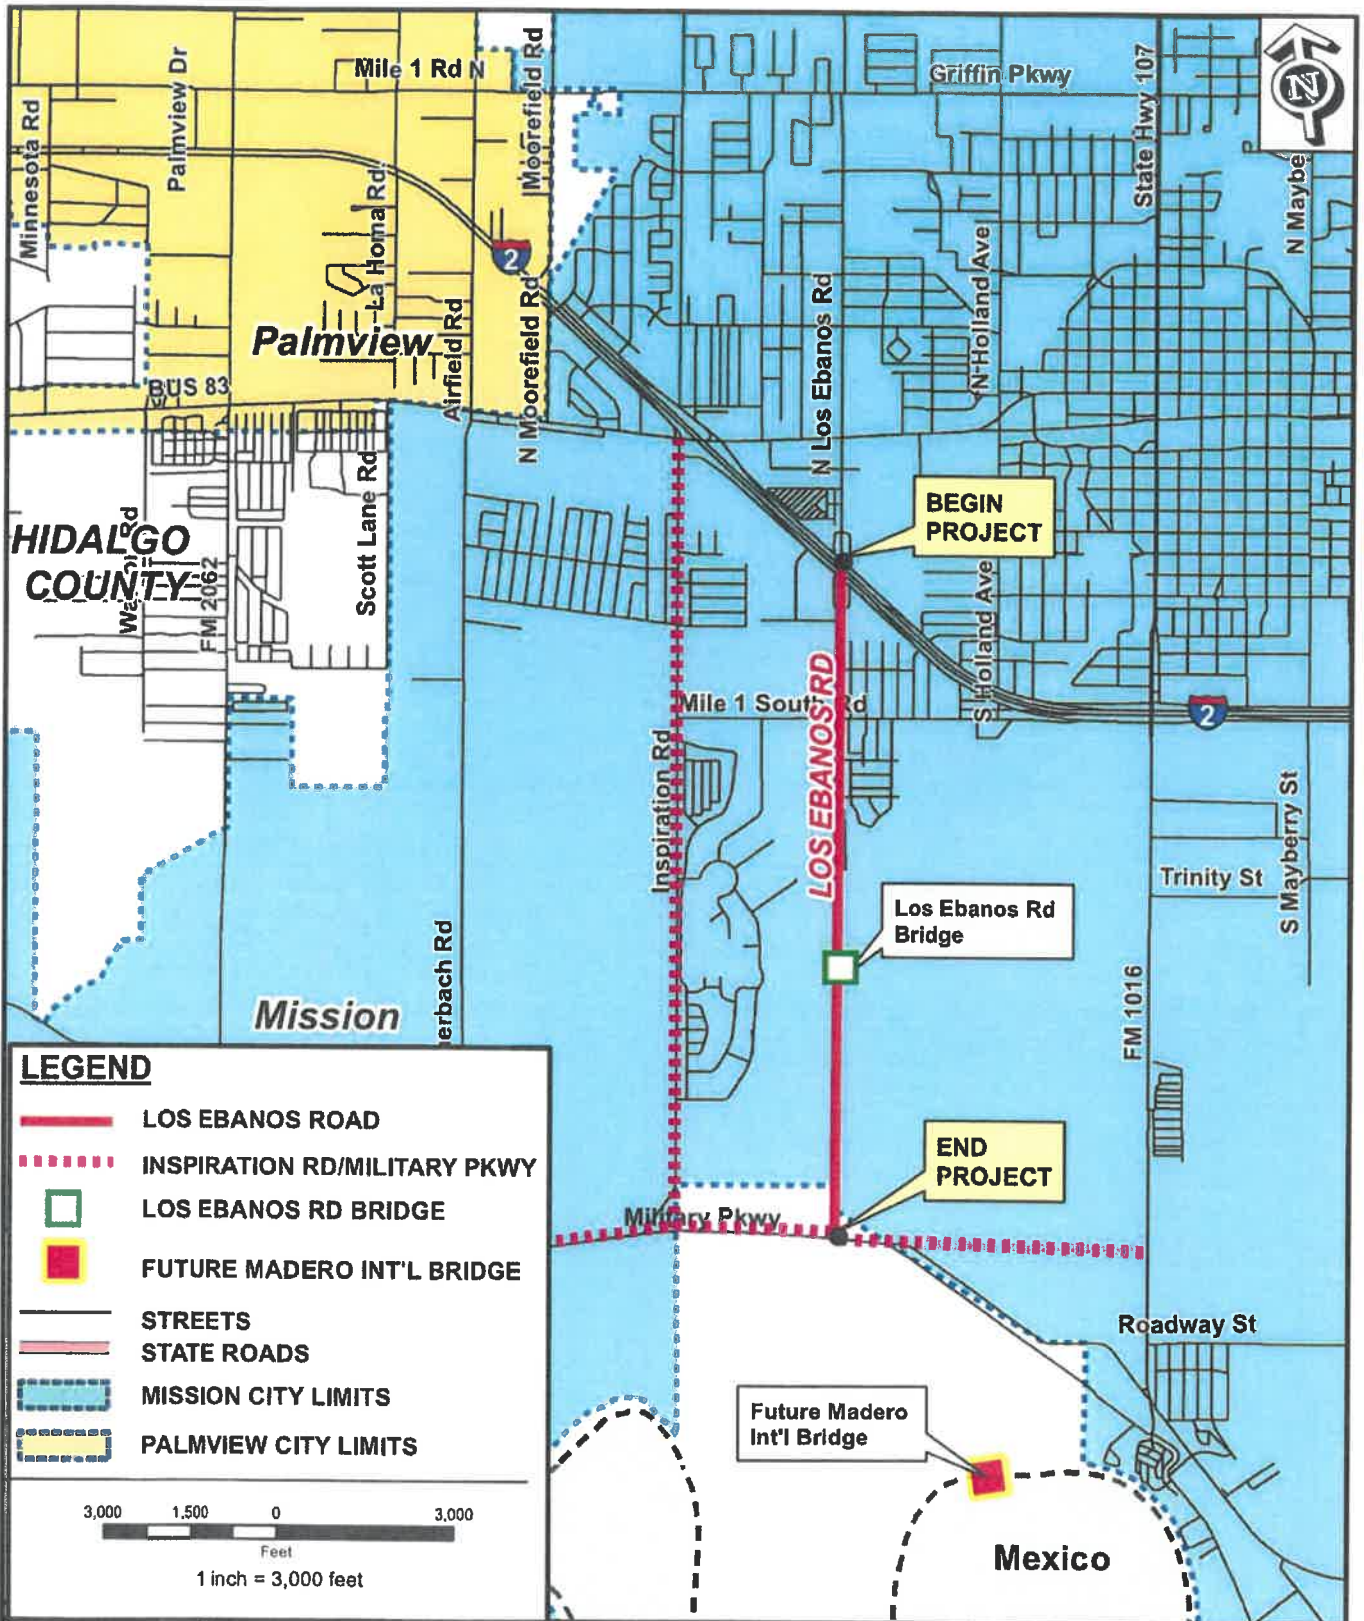 Mile 1 Rd N
Griffin Pkwy
N
Minnesota Rd
Palmview Dr
Moorefield Rd
State Hwy 107
N Maybe
La Homa Rd
2
Palmview
Airfield Rd
N Moorefield Rd
N Los Ebanos Rd
N Holland Ave
BUS 83
HIDALGO
COUNTY
FM 2062
Scott Lane Rd
BEGIN
PROJECT
S Holland Ave
LOS EBANOS RD
Mile 1 South Rd
2
Inspiration Rd
S Mayberry St
Trinity St
Los Ebanos Rd
Bridge
Mission
erbach Rd
FM 1016
END
PROJECT
Military Pkwy
Roadway St
Future Madero
Int'l Bridge
Mexico
LEGEND
LOS EBANOS ROAD
INSPIRATION RD/MILITARY PKWY
LOS EBANOS RD BRIDGE
FUTURE MADERO INT'L BRIDGE
STREETS
STATE ROADS
MISSION CITY LIMITS
PALMVIEW CITY LIMITS
3,000 1,500 0 3,000
Feet
1 inch = 3,000 feet